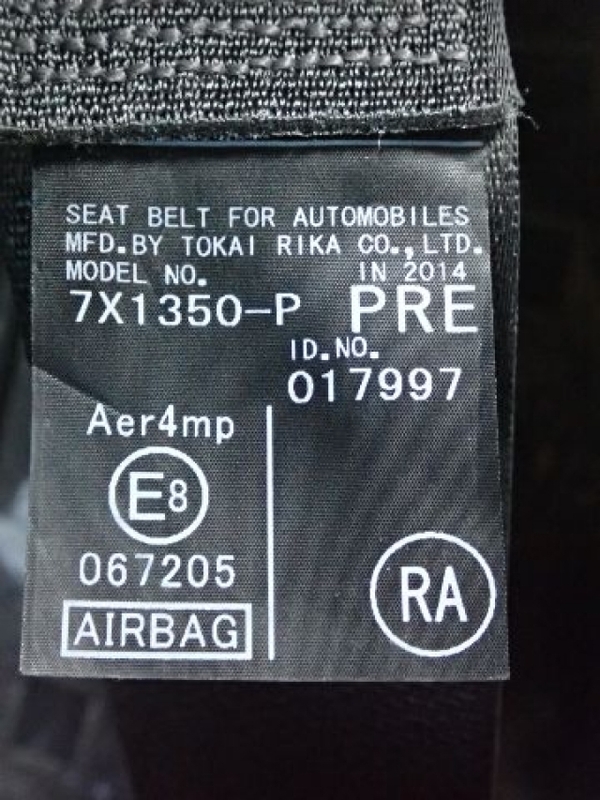 SEAT BELT FOR AUTOMOBILES
MFD.BY TOKAI RIKA CO.,LTD.
MODEL NO. IN 2014
7X1350-P PRE
ID.NO.
017997
Aer4mp
E8
067205
AIRBAG
RA